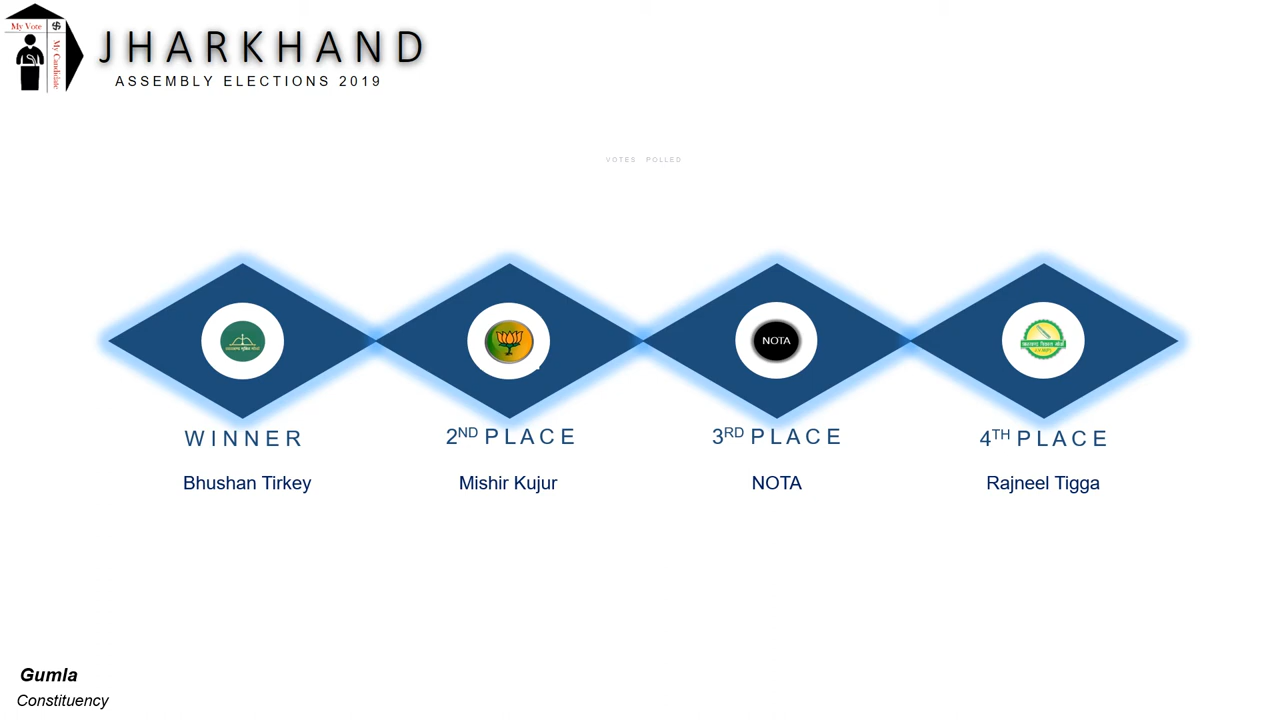 My Vote
My Candidate
JHARKHAND
ASSEMBLY ELECTIONS 2019
VOTES POLLED
NOTA
WINNER
2ND PLACE
3RD PLACE
4TH PLACE
Bhushan Tirkey
Mishir Kujur
NOTA
Rajneel Tigga
Gumla
Constituency